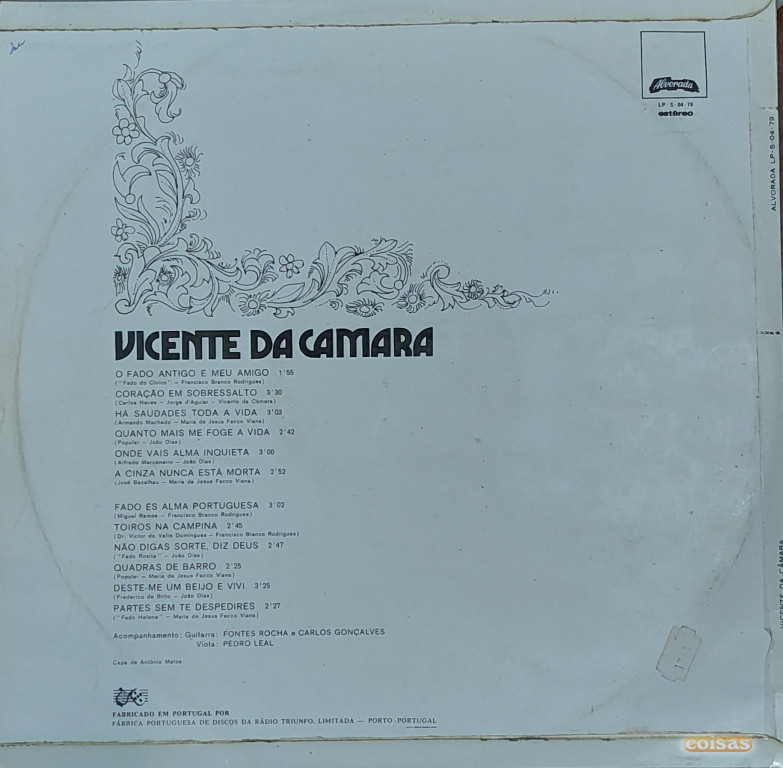 Alvorada
LP-S-04-79
estéreo
VICENTE DA CAMARA
O FADO ANTIGO É MEU AMIGO 1'55
("Fado do Cívico" — Francisco Branco Rodrigues)
CORAÇÃO EM SOBRESSALTO 3'30
(Carlos Neves — Jorge d'Aguiar — Vicente da Câmara)
HÁ SAUDADES TODA A VIDA 3'03
(Armando Machado — Maria de Jesus Facco Viana)
QUANTO MAIS ME FOGE A VIDA 2'42
(Popular — João Dias)
ONDE VAIS ALMA INQUIETA 3'00
(Alfredo Marceneiro — João Dias)
A CINZA NUNCA ESTÁ MORTA 2'52
(José Bacalhau — Maria de Jesus Facco Viana)
FADO ÉS ALMA PORTUGUESA 3'02
(Miguel Ramos — Francisco Branco Rodrigues)
TOIROS NA CAMPINA 2'45
(Dr. Victor do Valle Domingues — Francisco Branco Rodrigues)
NÃO DIGAS SORTE, DIZ DEUS 2'47
("Fado Rosita" — João Dias)
QUADRAS DE BARRO 2'25
(Popular — Maria de Jesus Facco Viana)
DESTE-ME UM BEIJO E VIVI 3'25
(Frederico de Brito — João Dias)
PARTES SEM TE DESPEDIRES 2'27
("Fado Helena" — Maria de Jesus Facco Viana)
Acompanhamento: Guitarra: FONTES ROCHA e CARLOS GONÇALVES
Viola: PEDRO LEAL
Capa de António Matos
FABRICADO EM PORTUGAL POR
FÁBRICA PORTUGUESA DE DISCOS DA RÁDIO TRIUNFO, LIMITADA — PORTO/PORTUGAL
ALVORADA LP-S-04-79
VICENTE DA CÂMARA
coisas